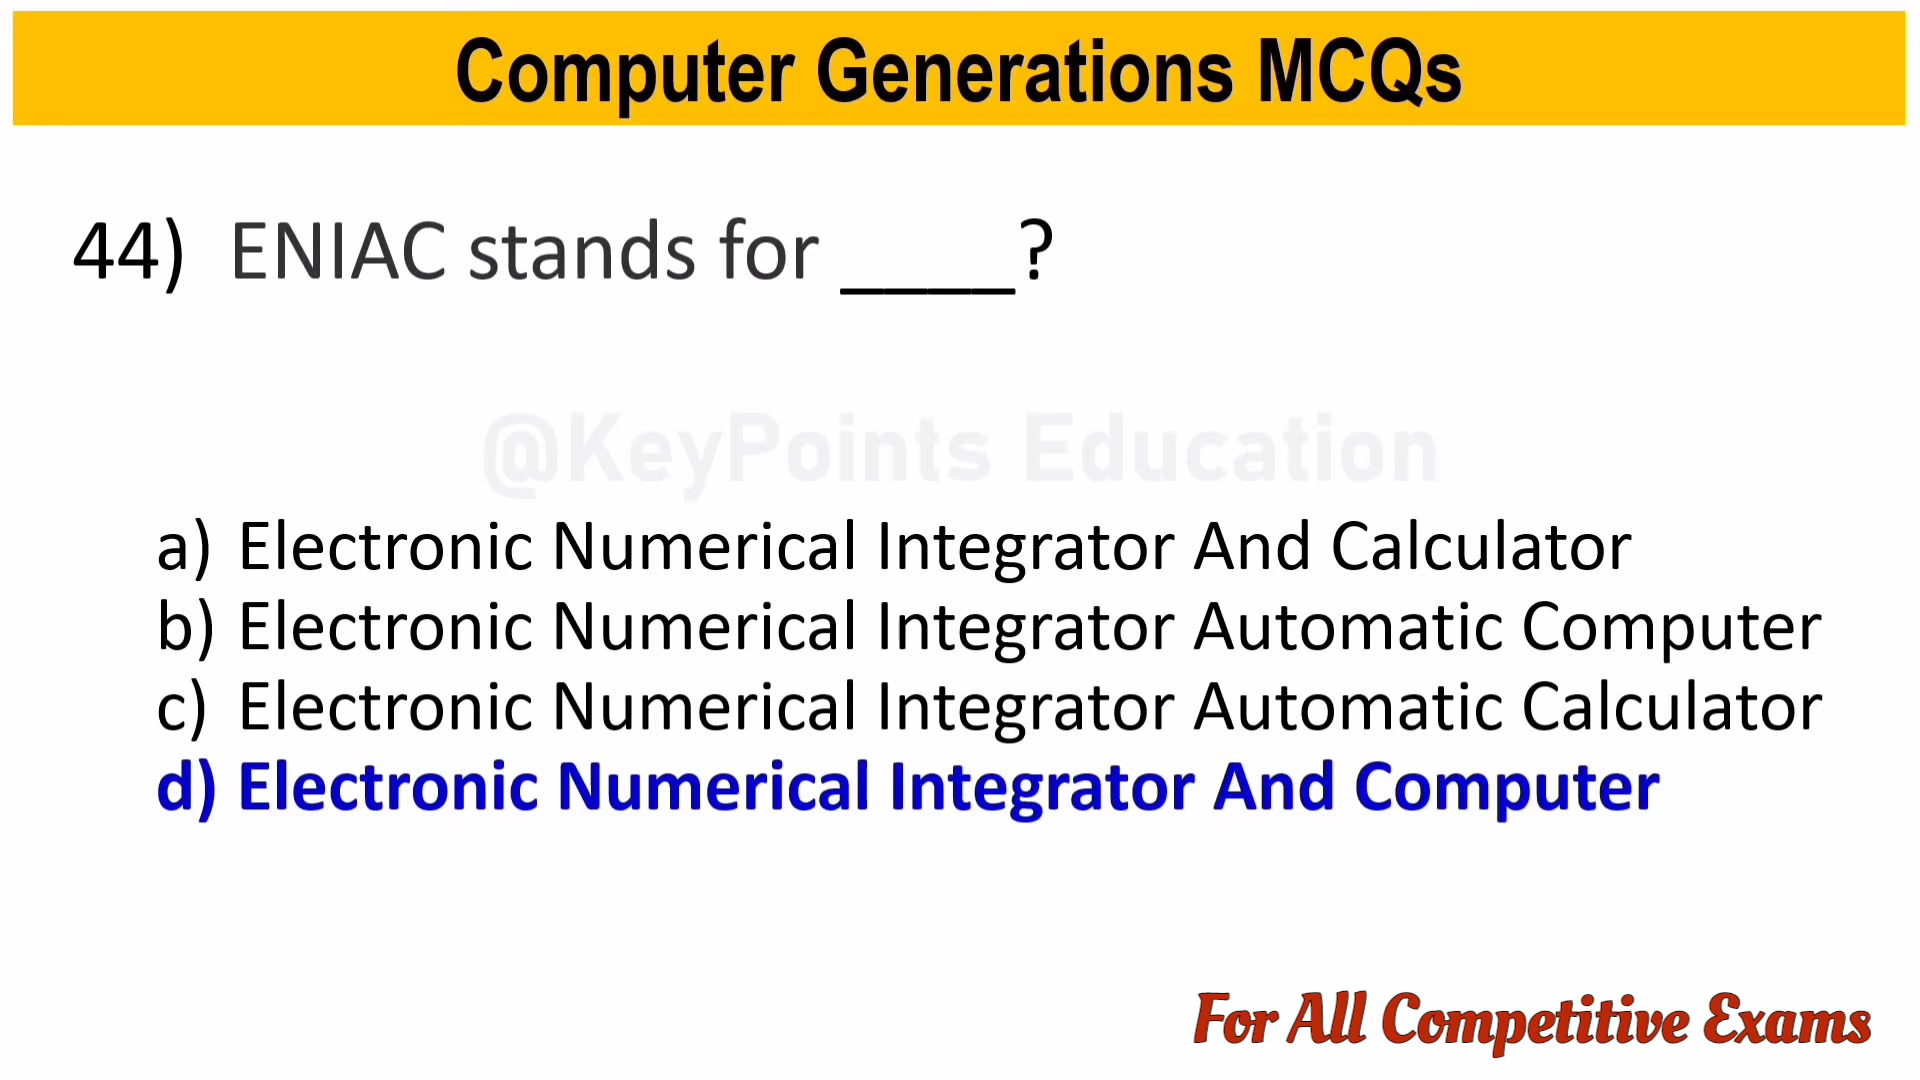 Computer Generations MCQs
44) ENIAC stands for ____?
@KeyPoints Education
a) Electronic Numerical Integrator And Calculator
b) Electronic Numerical Integrator Automatic Computer
c) Electronic Numerical Integrator Automatic Calculator
d) Electronic Numerical Integrator And Computer
For All Competitive Exams